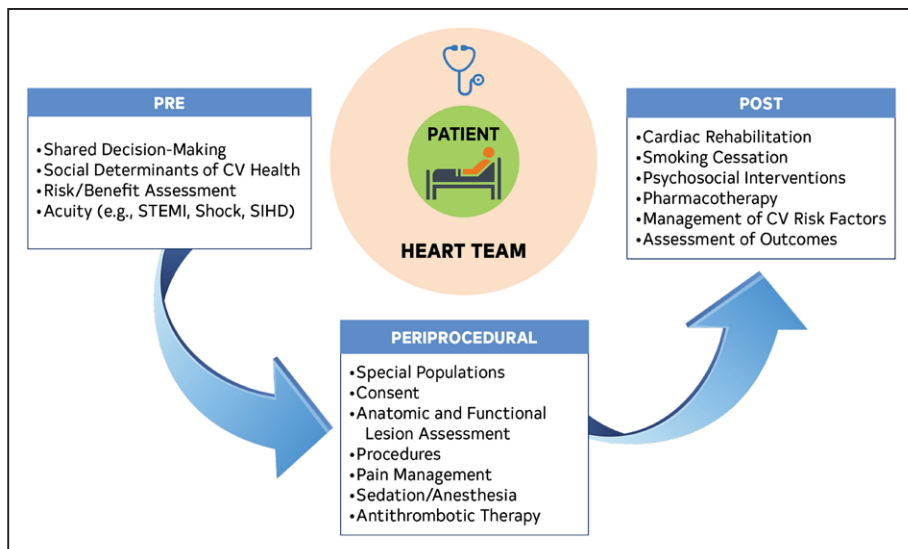 PRE
•Shared Decision-Making
•Social Determinants of CV Health
•Risk/Benefit Assessment
•Acuity (e.g., STEMI, Shock, SIHD)
PATIENT
HEART TEAM
POST
•Cardiac Rehabilitation
•Smoking Cessation
•Psychosocial Interventions
•Pharmacotherapy
•Management of CV Risk Factors
•Assessment of Outcomes
PERIPROCEDURAL
•Special Populations
•Consent
•Anatomic and Functional
Lesion Assessment
•Procedures
•Pain Management
•Sedation/Anesthesia
•Antithrombotic Therapy